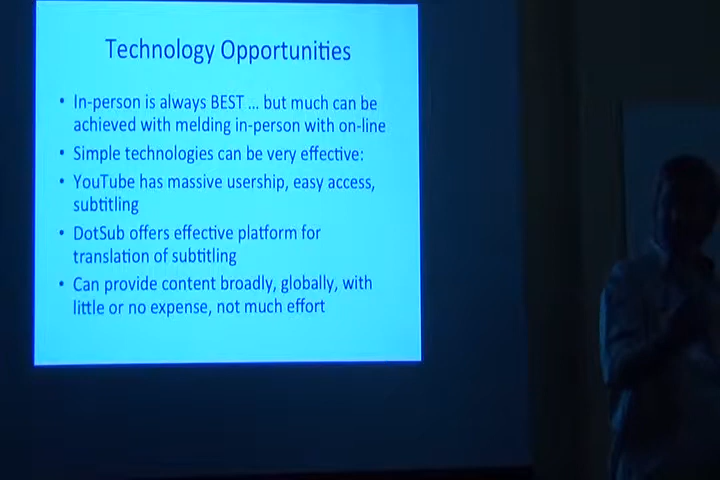 Technology Opportunities
• In-person is always BEST … but much can be
achieved with melding in-person with on-line
• Simple technologies can be very effective:
• YouTube has massive usership, easy access,
subtitling
• DotSub offers effective platform for
translation of subtitling
• Can provide content broadly, globally, with
little or no expense, not much effort